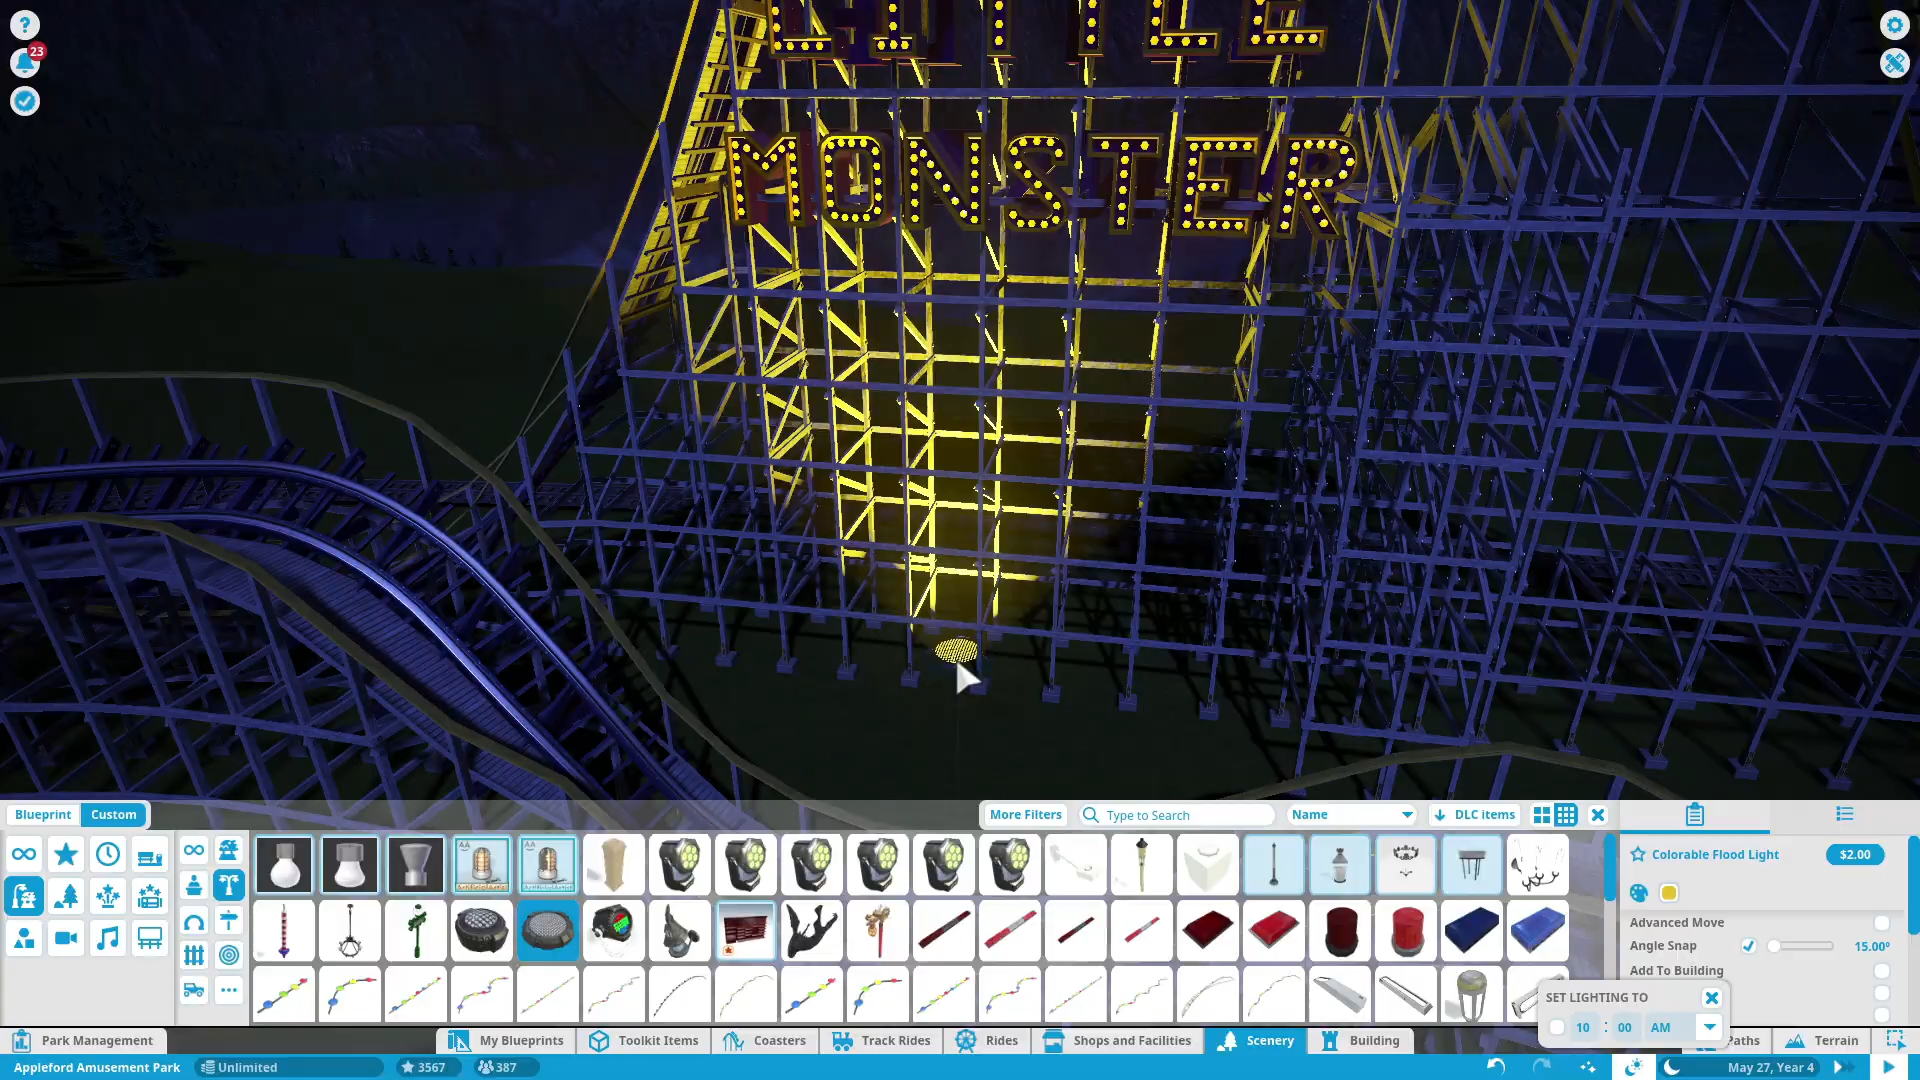 ?
23
LITTLE
MONSTER
Blueprint Custom
More Filters Type to Search Name DLC items
Colorable Flood Light $2.00
Advanced Move
Angle Snap 15.00°
Add To Building
SET LIGHTING TO
10 : 00 AM
Park Management My Blueprints Toolkit Items Coasters Track Rides Rides Shops and Facilities Scenery Building Paths Terrain
Appleford Amusement Park Unlimited 3567 387 May 27, Year 4